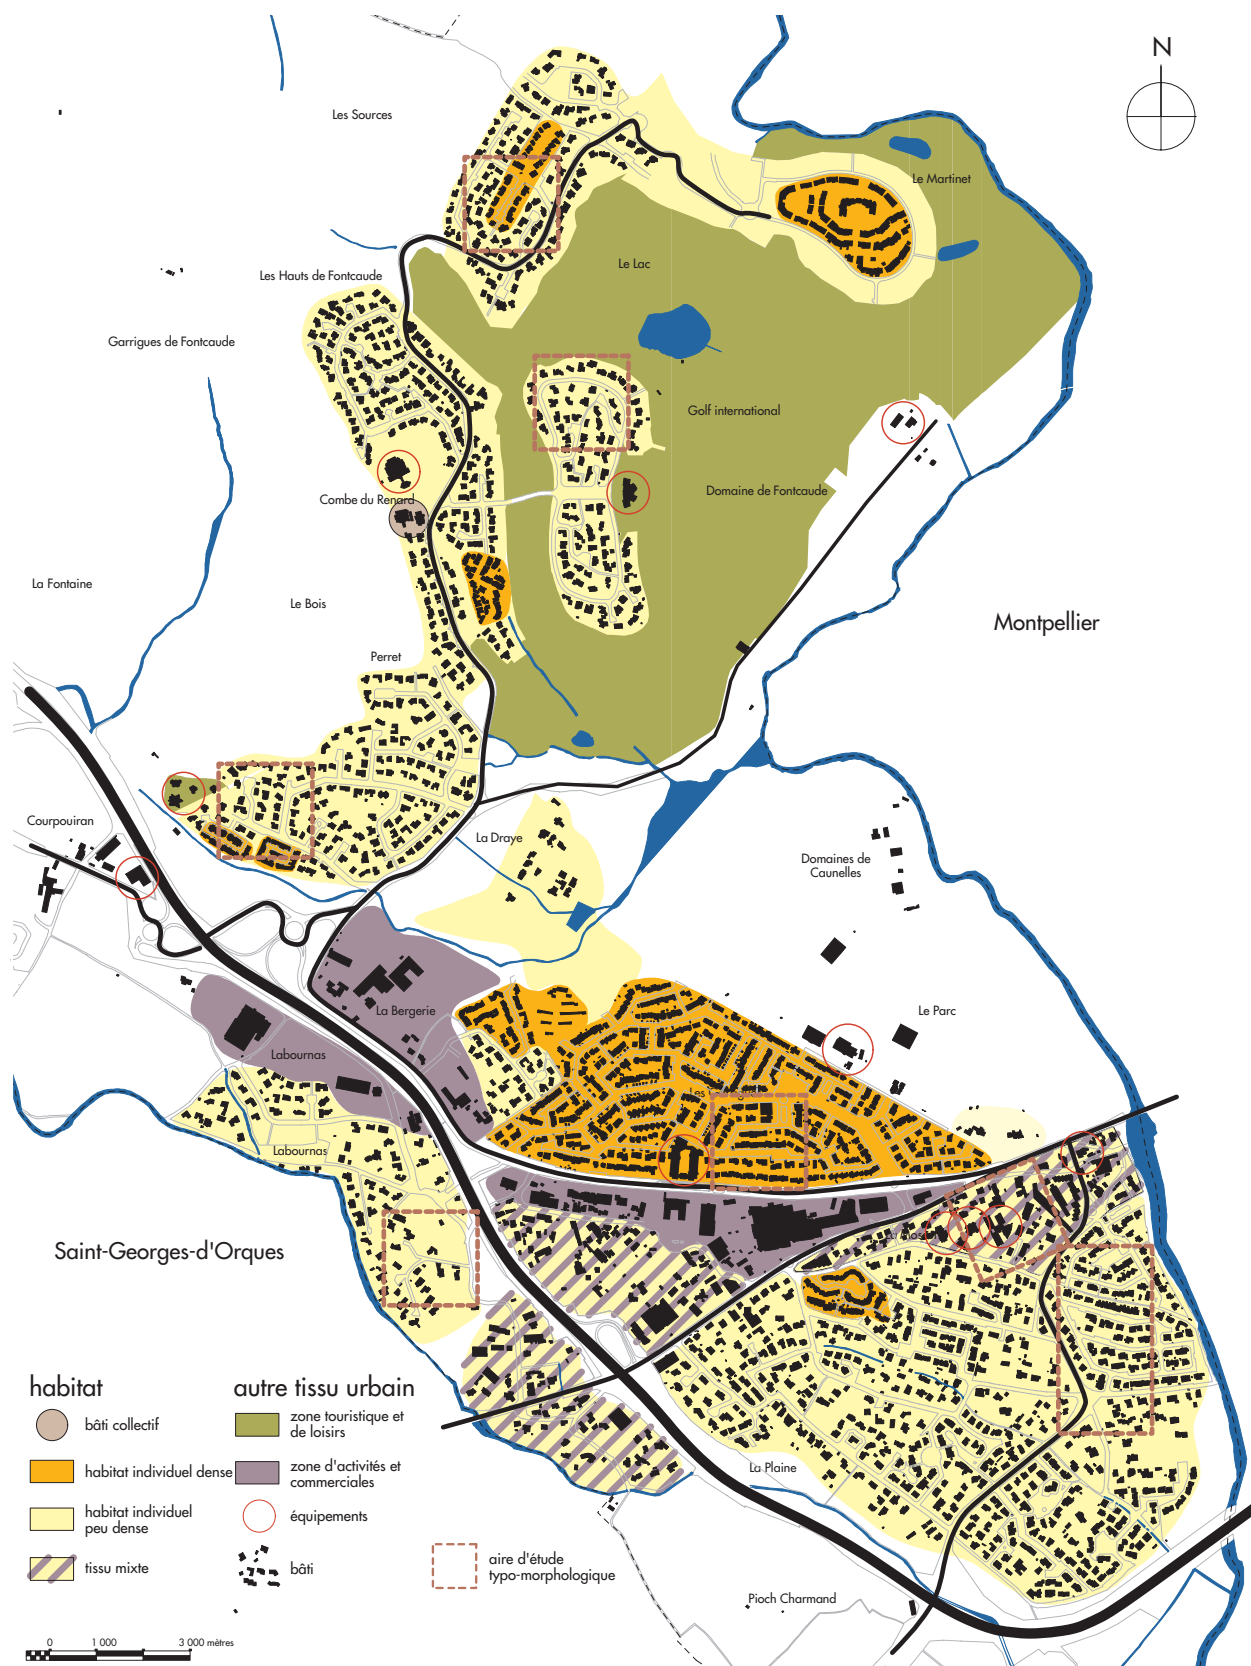 N
Les Sources
Le Martinet
Le Lac
Les Hauts de Fontcaude
Garrigues de Fontcaude
Golf international
Domaine de Fontcaude
Combe du Renard
La Fontaine
Le Bois
Montpellier
Perret
Courpouiran
La Draye
Domaines de
Caunelles
La Bergerie
Le Parc
Labournas
Labournas
Saint-Georges-d'Orques
La Plaine
Pioch Charmand
habitat
bâti collectif
habitat individuel dense
habitat individuel
peu dense
tissu mixte
autre tissu urbain
zone touristique et
de loisirs
zone d'activités et
commerciales
équipements
bâti
aire d'étude
typo-morphologique
0 1 000 3 000 mètres